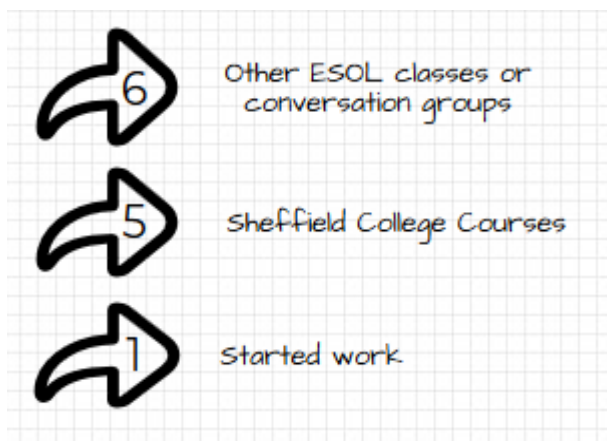 6
Other ESOL classes or
conversation groups
5
Sheffield College Courses
1
Started work